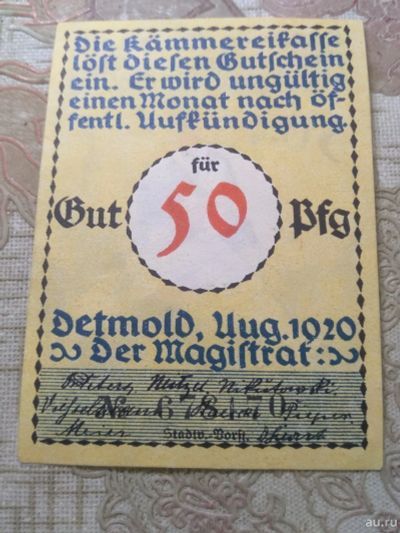 Die Kämmereikasse
löst diesen Gutschein
ein. Er wird ungültig
einen Monat nach öf-
fentl. Aufkündigung.
für
Gut 50 Pfg
Detmold, Aug. 1920
Der Magistrat:
Stadtv.-Vorst.
au.ru